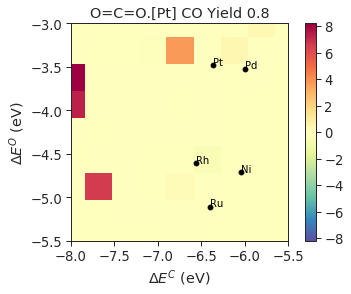 O=C=O.[Pt] CO Yield 0.8
−3.0
−3.5
−4.0
−4.5
−5.0
−5.5
ΔE^O (eV)
Pt
Pd
Rh
Ni
Ru
−8.0 −7.5 −7.0 −6.5 −6.0 −5.5
ΔE^C (eV)
8
6
4
2
0
−2
−4
−6
−8